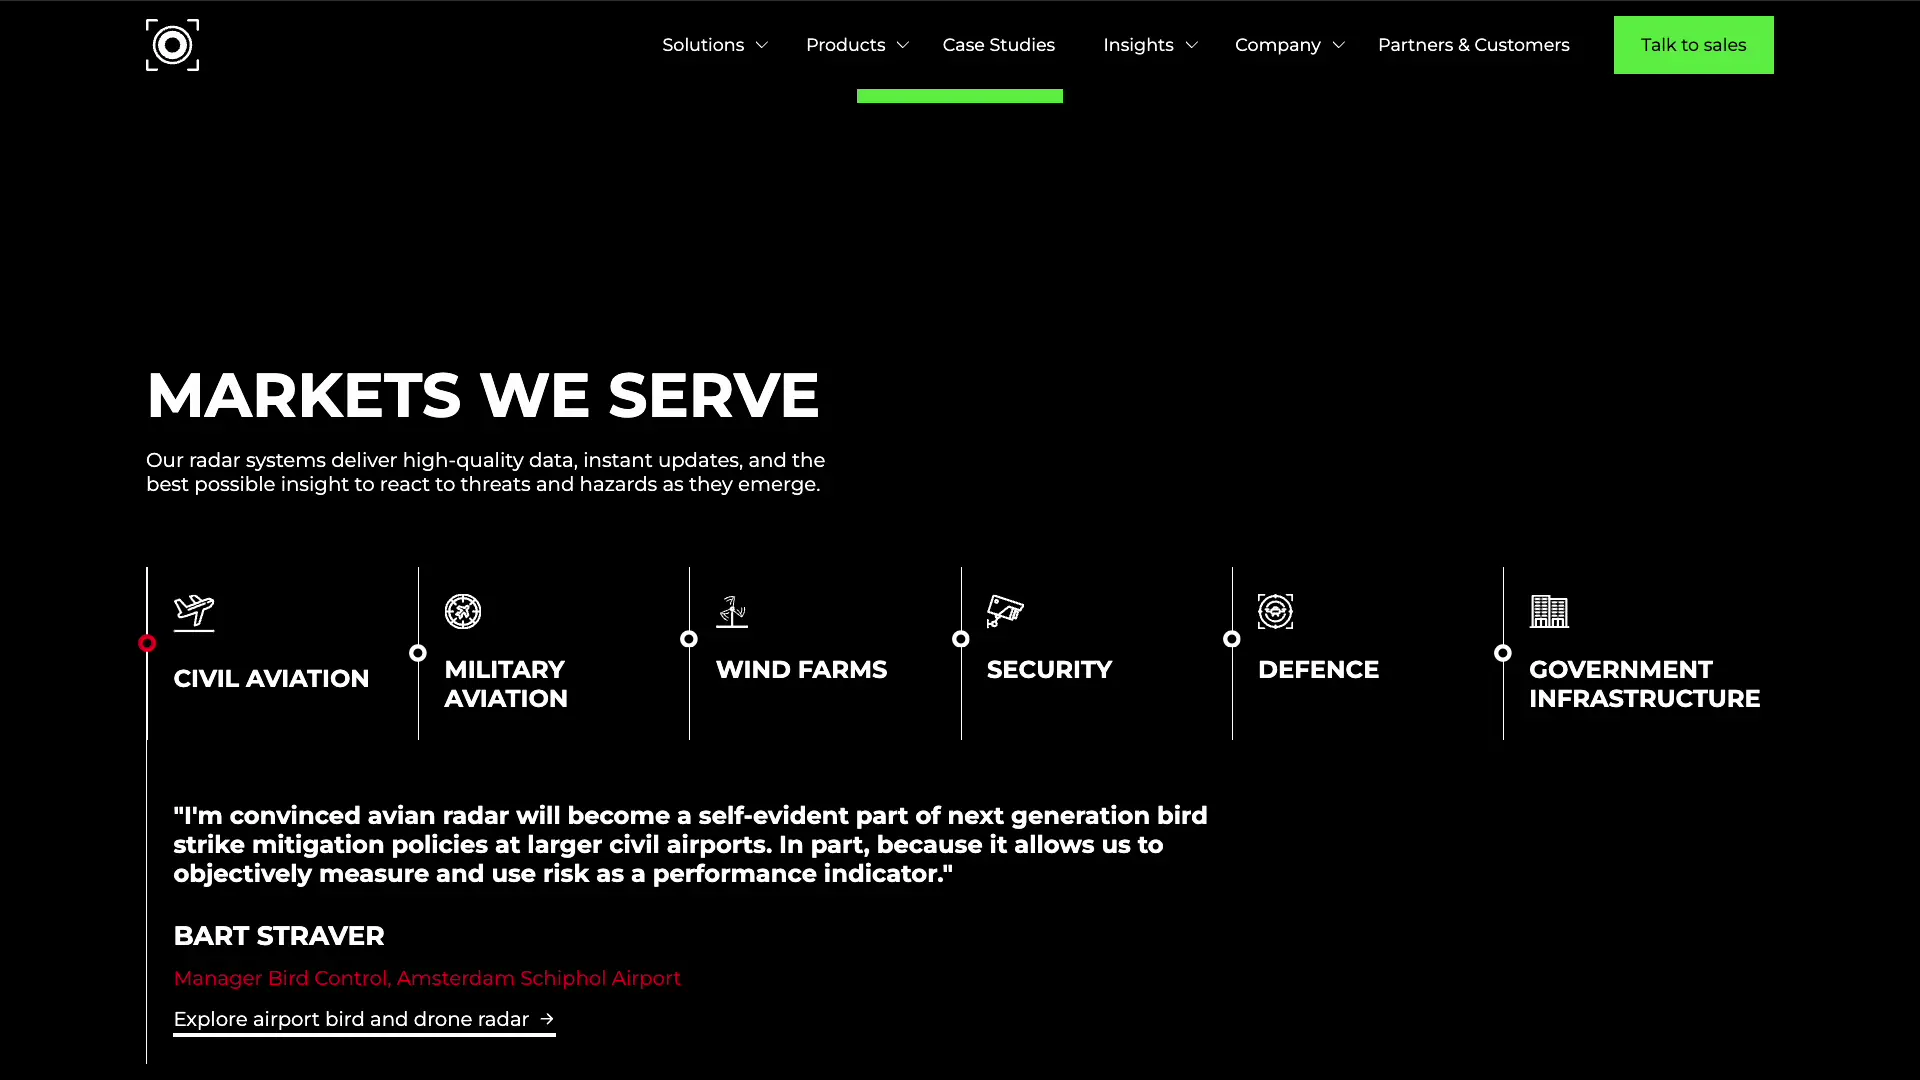 Solutions
Products
Case Studies
Insights
Company
Partners & Customers
Talk to sales
MARKETS WE SERVE
Our radar systems deliver high-quality data, instant updates, and the
best possible insight to react to threats and hazards as they emerge.
CIVIL AVIATION
MILITARY
AVIATION
WIND FARMS
SECURITY
DEFENCE
GOVERNMENT
INFRASTRUCTURE
"I'm convinced avian radar will become a self-evident part of next generation bird
strike mitigation policies at larger civil airports. In part, because it allows us to
objectively measure and use risk as a performance indicator."
BART STRAVER
Manager Bird Control, Amsterdam Schiphol Airport
Explore airport bird and drone radar →